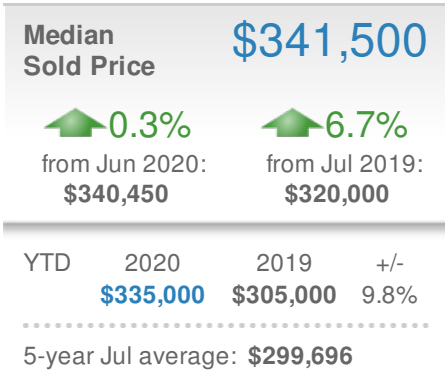 Median $341,500
Sold Price
0.3% 6.7%
from Jun 2020: from Jul 2019:
$340,450 $320,000
YTD 2020 2019 +/-
$335,000 $305,000 9.8%
5-year Jul average: $299,696